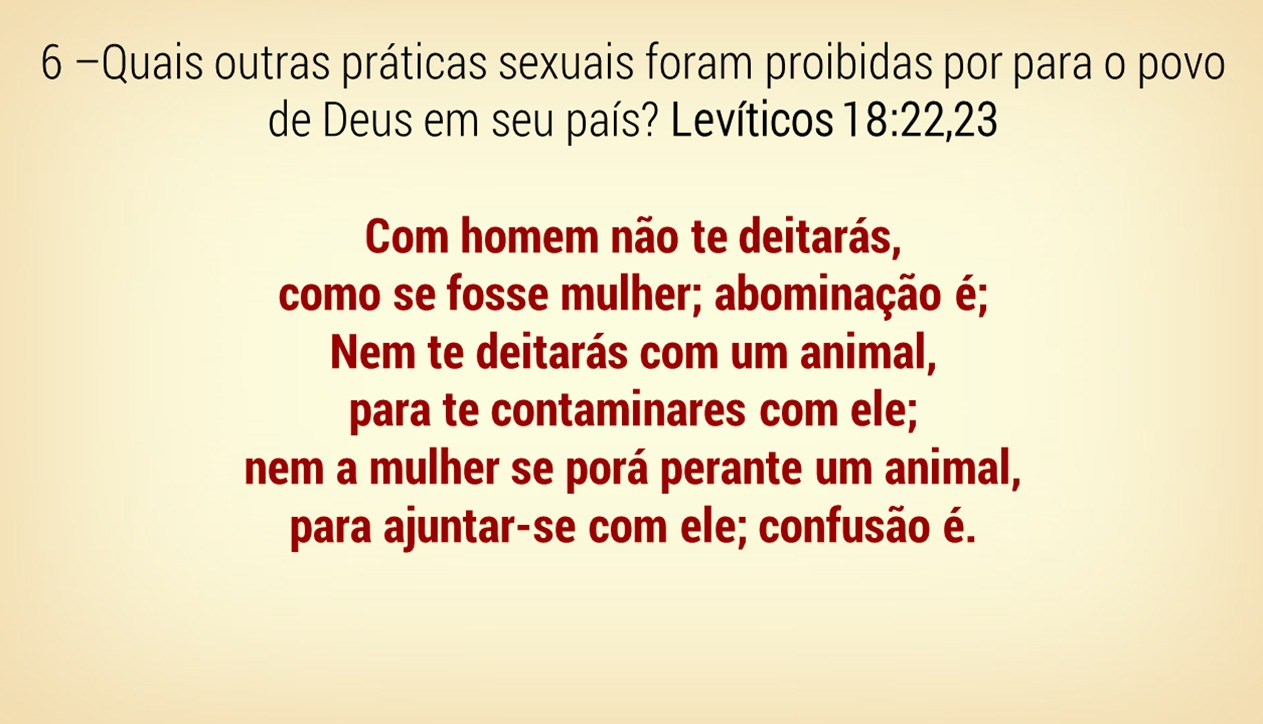 6 –Quais outras práticas sexuais foram proibidas por para o povo
de Deus em seu país? Levíticos 18:22,23
Com homem não te deitarás,
como se fosse mulher; abominação é;
Nem te deitarás com um animal,
para te contaminares com ele;
nem a mulher se porá perante um animal,
para ajuntar-se com ele; confusão é.